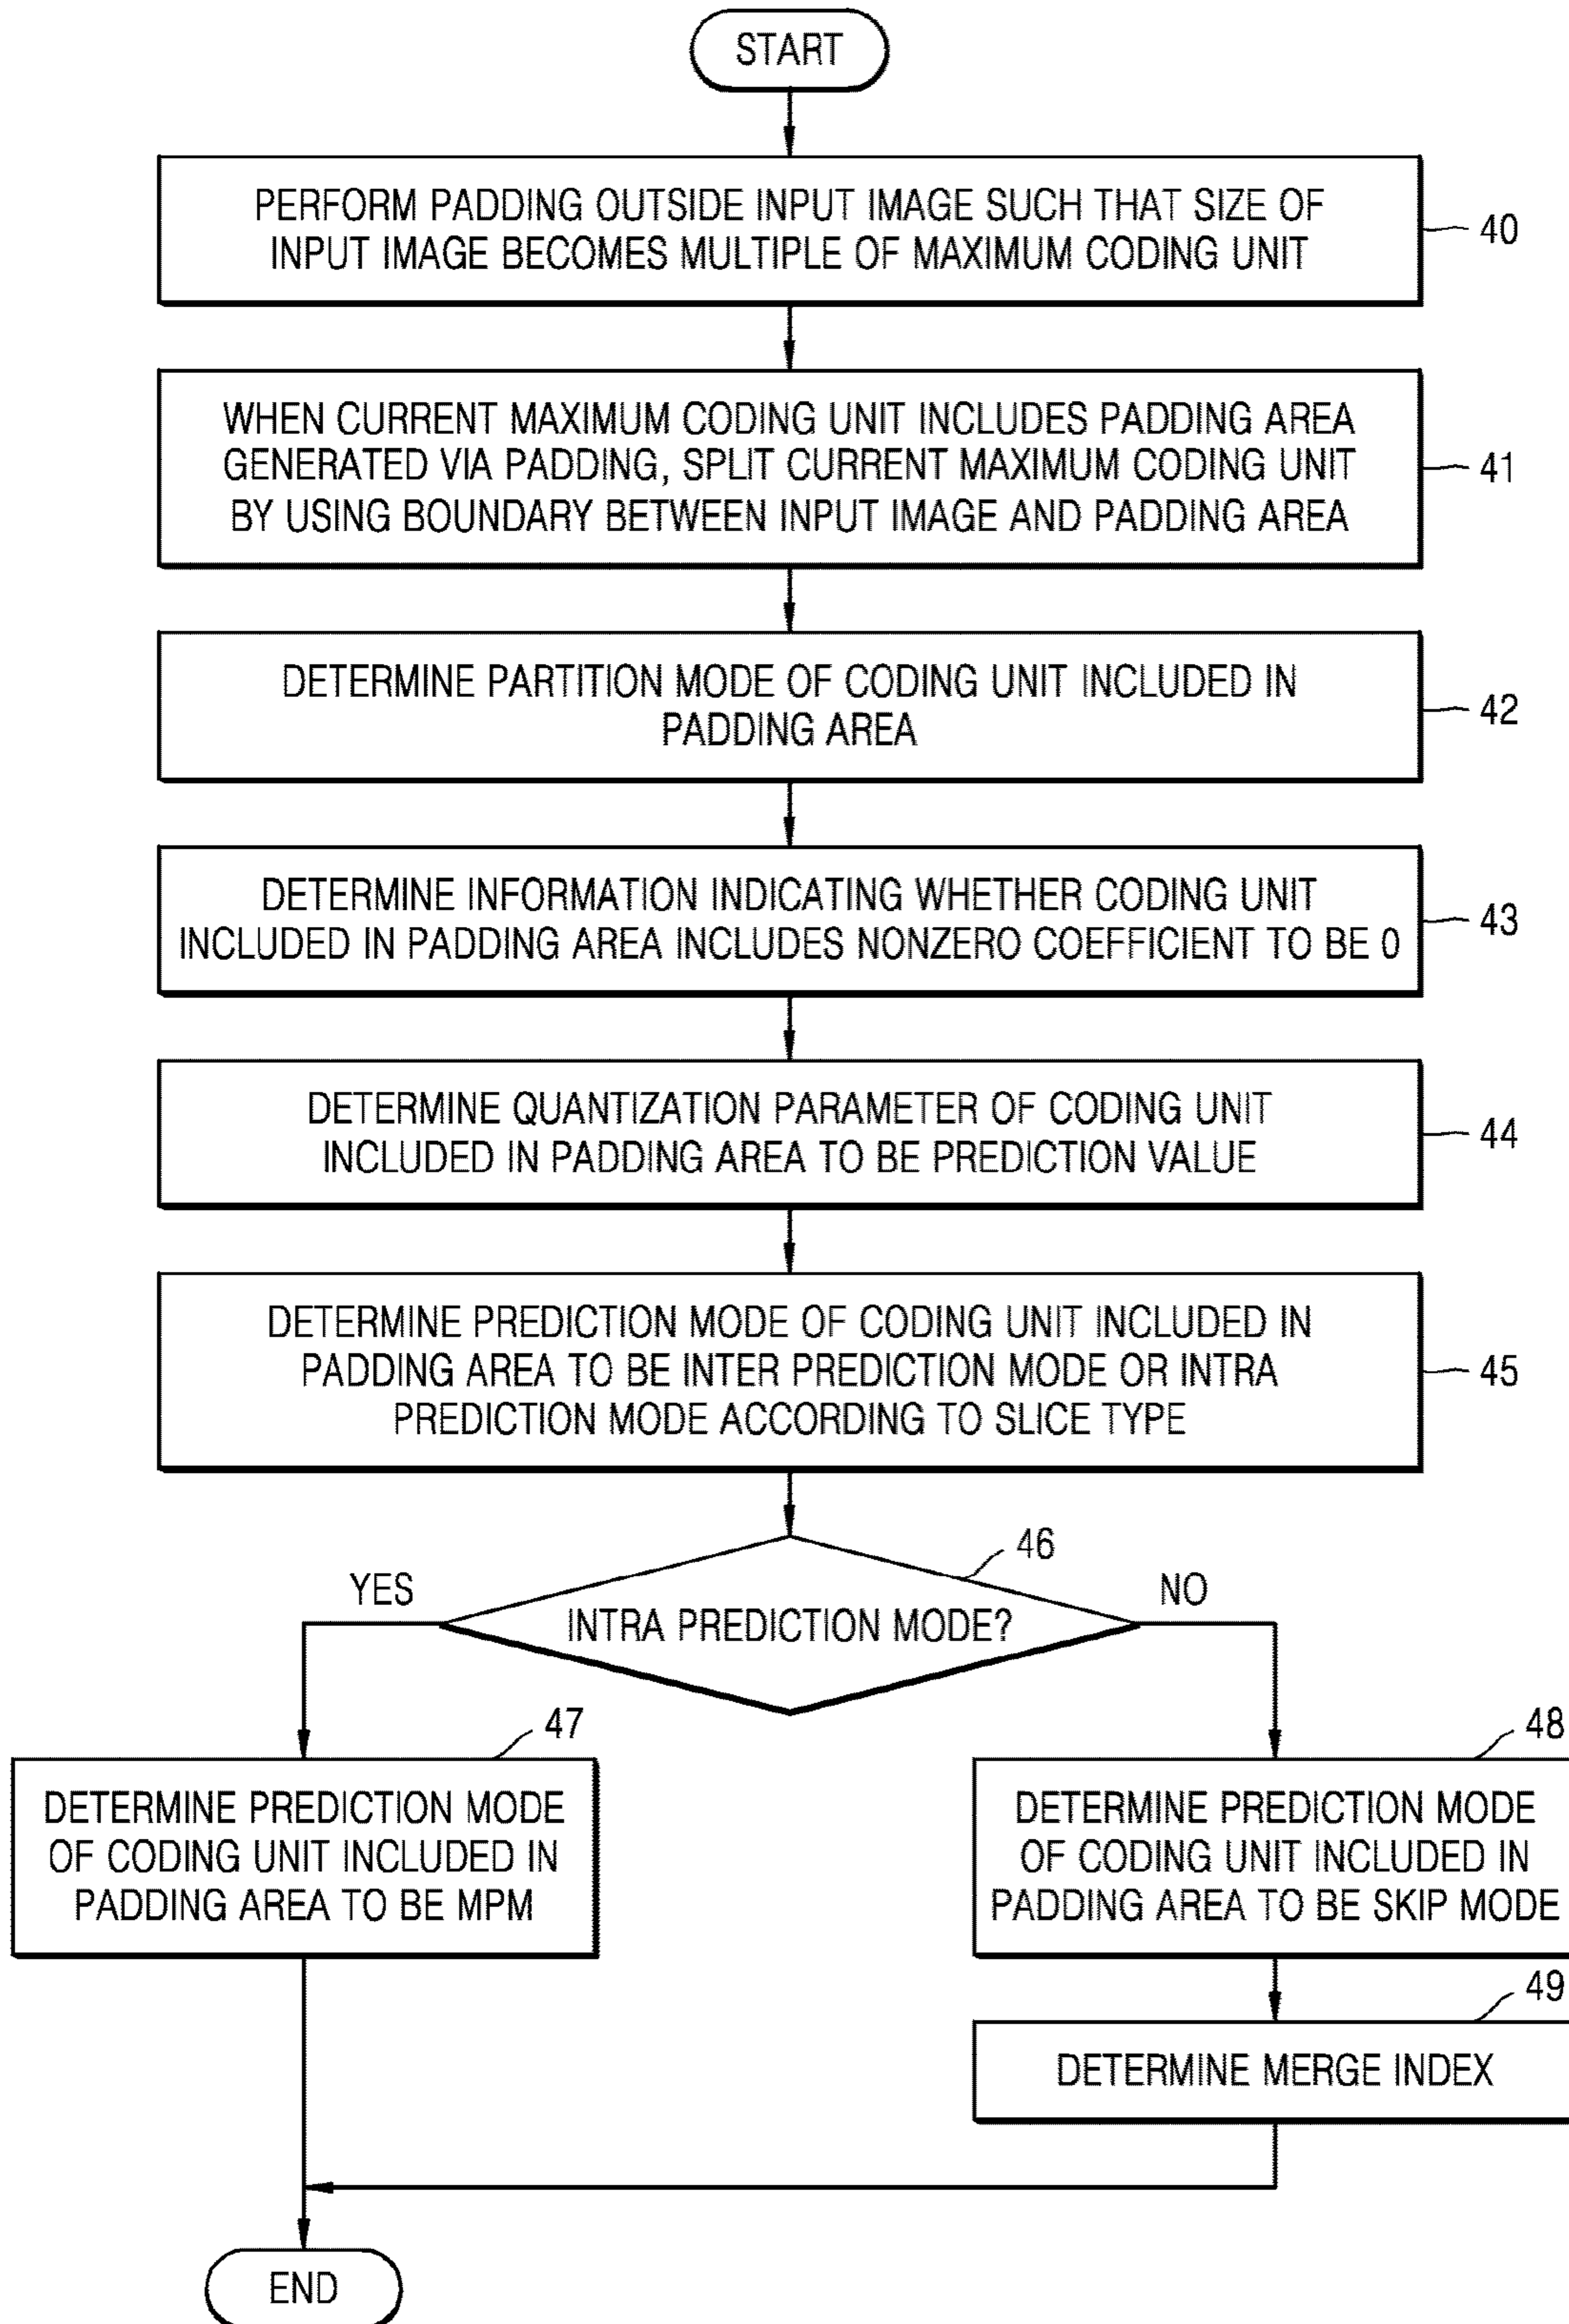 START
PERFORM PADDING OUTSIDE INPUT IMAGE SUCH THAT SIZE OF
INPUT IMAGE BECOMES MULTIPLE OF MAXIMUM CODING UNIT
40
WHEN CURRENT MAXIMUM CODING UNIT INCLUDES PADDING AREA
GENERATED VIA PADDING, SPLIT CURRENT MAXIMUM CODING UNIT
BY USING BOUNDARY BETWEEN INPUT IMAGE AND PADDING AREA
41
DETERMINE PARTITION MODE OF CODING UNIT INCLUDED IN
PADDING AREA
42
DETERMINE INFORMATION INDICATING WHETHER CODING UNIT
INCLUDED IN PADDING AREA INCLUDES NONZERO COEFFICIENT TO BE 0
43
DETERMINE QUANTIZATION PARAMETER OF CODING UNIT
INCLUDED IN PADDING AREA TO BE PREDICTION VALUE
44
DETERMINE PREDICTION MODE OF CODING UNIT INCLUDED IN
PADDING AREA TO BE INTER PREDICTION MODE OR INTRA
PREDICTION MODE ACCORDING TO SLICE TYPE
45
46
YES
NO
INTRA PREDICTION MODE?
47
DETERMINE PREDICTION MODE
OF CODING UNIT INCLUDED IN
PADDING AREA TO BE MPM
48
DETERMINE PREDICTION MODE
OF CODING UNIT INCLUDED IN
PADDING AREA TO BE SKIP MODE
49
DETERMINE MERGE INDEX
END